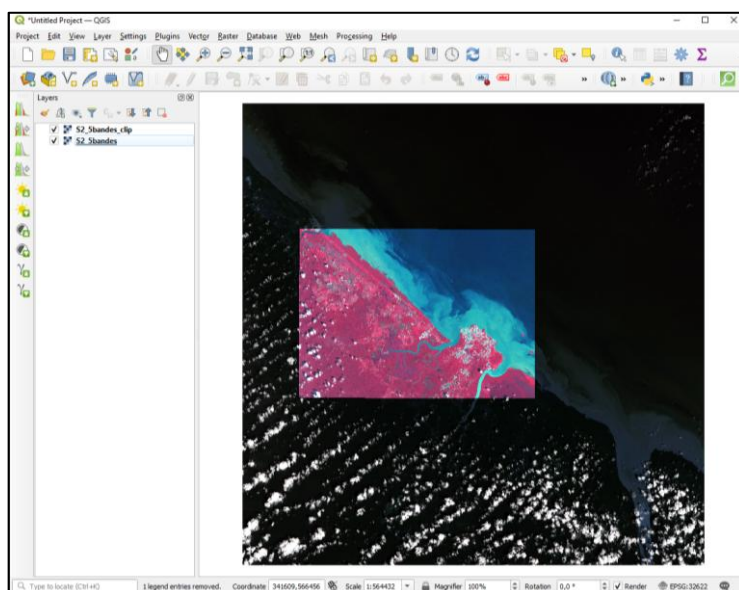 *Untitled Project — QGIS
Project Edit View Layer Settings Plugins Vector Raster Database Web Mesh Processing Help
Layers
S2_5bandes_clip
S2_5bandes
Type to locate (Ctrl+K) 1 legend entries removed. Coordinate 341609,566456 Scale 1:564432 Magnifier 100% Rotation 0,0 ° Render EPSG:32622